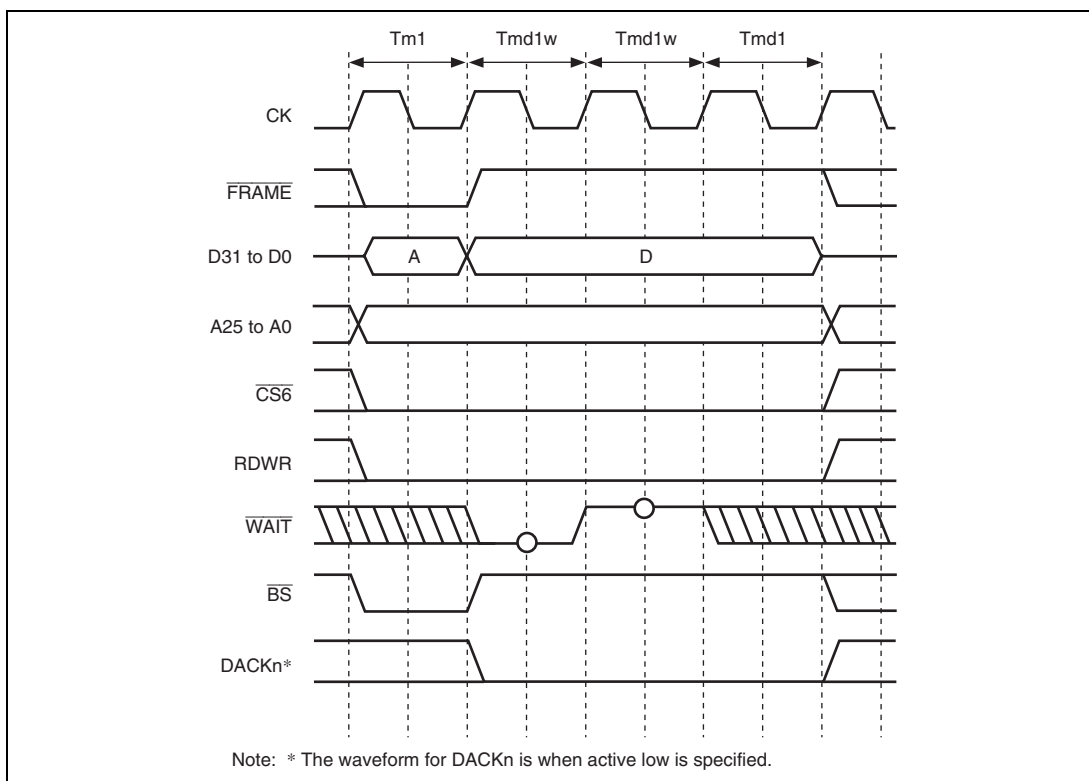 Tm1 Tmd1w Tmd1w Tmd1
CK
FRAME
D31 to D0 A D
A25 to A0
CS6
RDWR
WAIT
BS
DACKn*
Note: * The waveform for DACKn is when active low is specified.